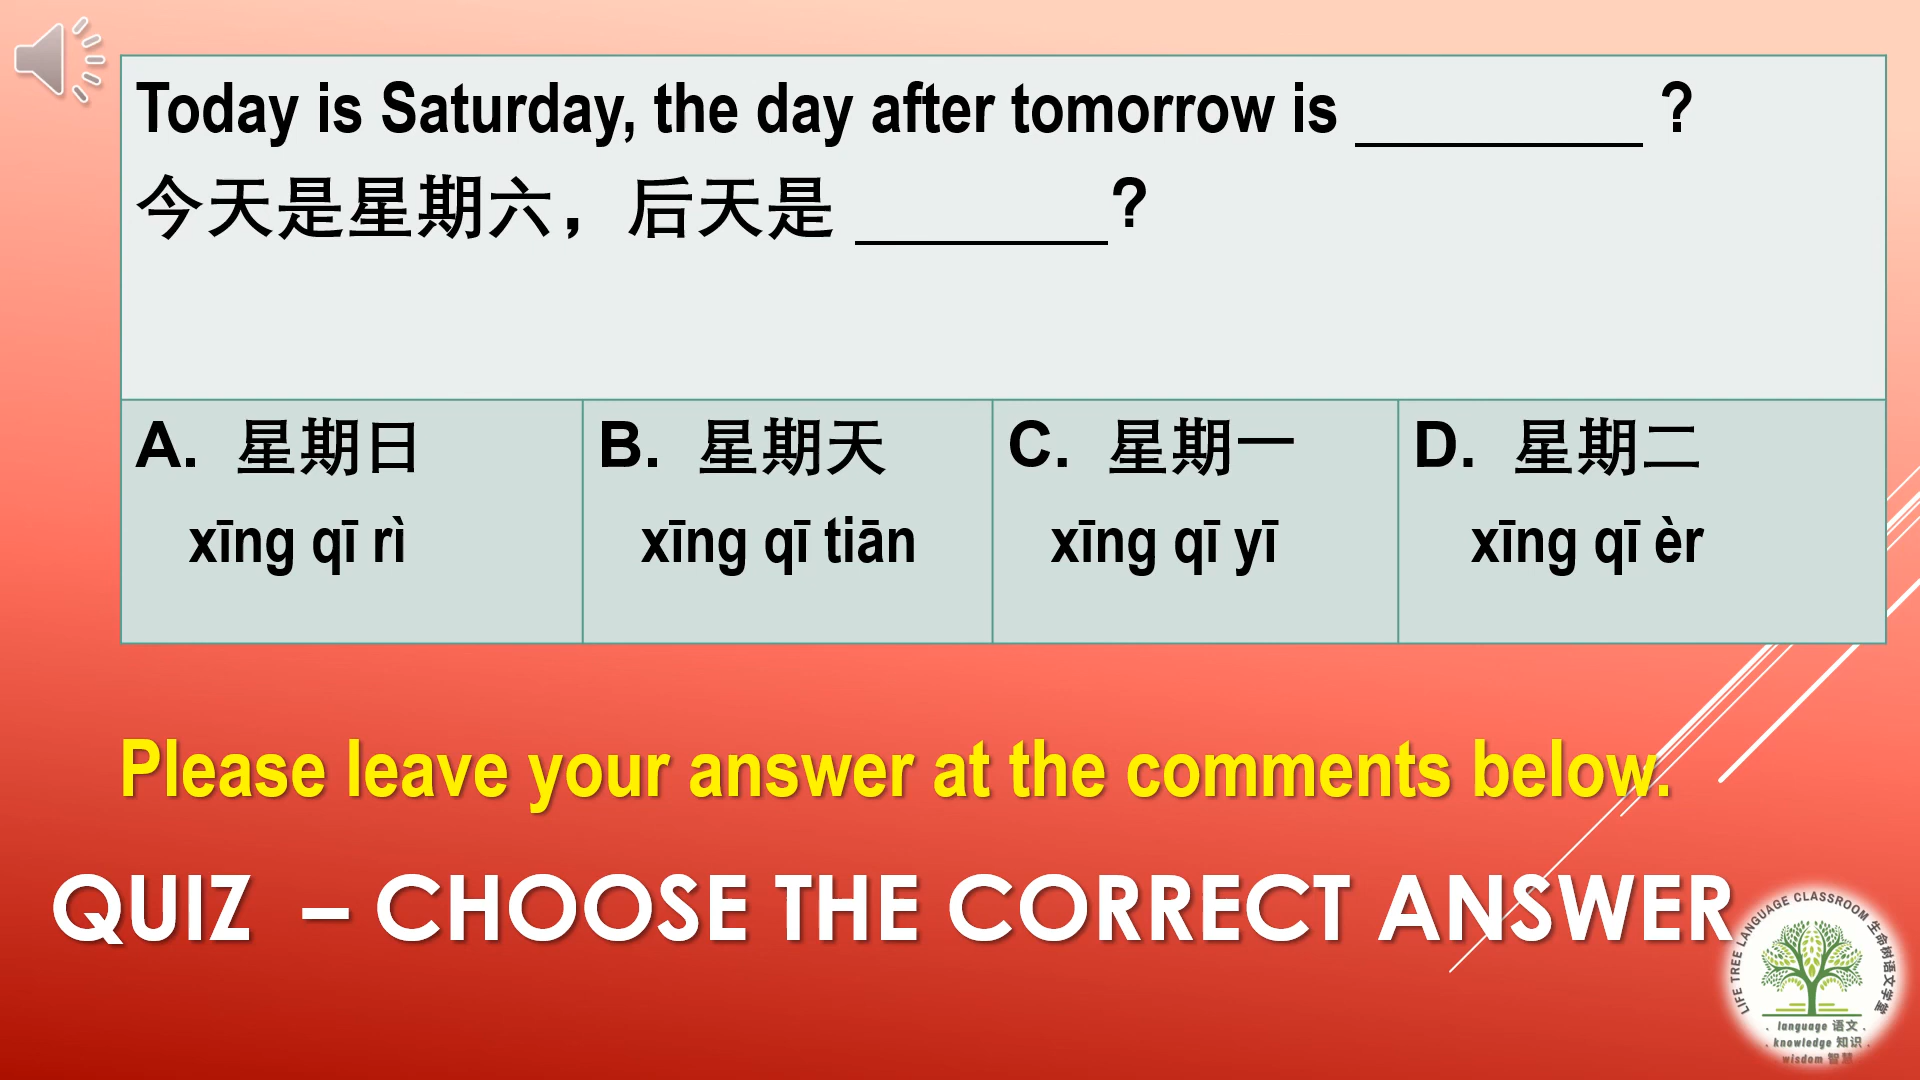 Today is Saturday, the day after tomorrow is _________ ?
今天是星期六，后天是 ________?
A. 星期日
xīng qī rì
B. 星期天
xīng qī tiān
C. 星期一
xīng qī yī
D. 星期二
xīng qī èr
Please leave your answer at the comments below.
QUIZ – CHOOSE THE CORRECT ANSWER
LIFE TREE LANGUAGE CLASSROOM 生命树语文学堂
. language 语文 .
. knowledge 知识 .
. wisdom 智慧 .